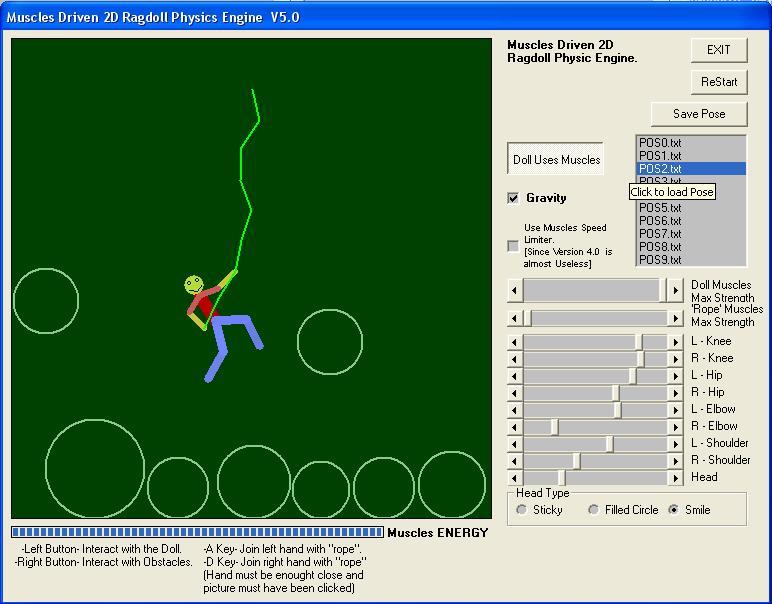 Muscles Driven 2D Ragdoll Physics Engine V5.0
Muscles Driven 2D
Ragdoll Physic Engine.
EXIT
ReStart
Save Pose
Doll Uses Muscles
POS0.txt
POS1.txt
POS2.txt
POS3.txt
Click to load Pose
POS5.txt
POS6.txt
POS7.txt
POS8.txt
POS9.txt
Gravity
Use Muscles Speed
Limiter.
[Since Version 4.0 is
almost Useless]
Doll Muscles
Max Strength
'Rope' Muscles
Max Strength
L - Knee
R - Knee
L - Hip
R - Hip
L - Elbow
R - Elbow
L - Shoulder
R - Shoulder
Head
Head Type
Sticky
Filled Circle
Smile
Muscles ENERGY
-Left Button- Interact with the Doll.
-Right Button- Interact with Obstacles.
-A Key- Join left hand with "rope".
-D Key- Join right hand with "rope"
(Hand must be enought close and
picture must have been clicked)